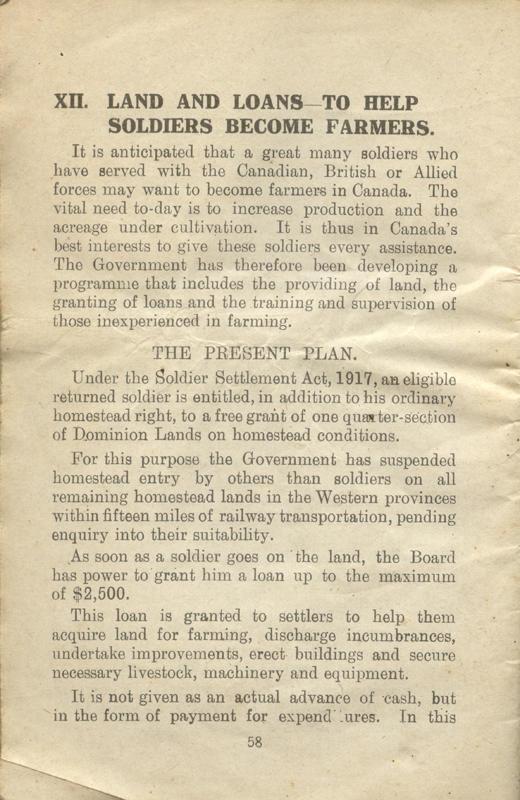 XII. LAND AND LOANS—TO HELP
SOLDIERS BECOME FARMERS.
It is anticipated that a great many soldiers who
have served with the Canadian, British or Allied
forces may want to become farmers in Canada. The
vital need to-day is to increase production and the
acreage under cultivation. It is thus in Canada's
best interests to give these soldiers every assistance.
The Government has therefore been developing a
programme that includes the providing of land, the
granting of loans and the training and supervision of
those inexperienced in farming.
THE PRESENT PLAN.
Under the Soldier Settlement Act, 1917, an eligible
returned soldier is entitled, in addition to his ordinary
homestead right, to a free grant of one quarter-section
of Dominion Lands on homestead conditions.
For this purpose the Government has suspended
homestead entry by others than soldiers on all
remaining homestead lands in the Western provinces
within fifteen miles of railway transportation, pending
enquiry into their suitability.
As soon as a soldier goes on the land, the Board
has power to grant him a loan up to the maximum
of $2,500.
This loan is granted to settlers to help them
acquire land for farming, discharge incumbrances,
undertake improvements, erect buildings and secure
necessary livestock, machinery and equipment.
It is not given as an actual advance of cash, but
in the form of payment for expenditures. In this
58